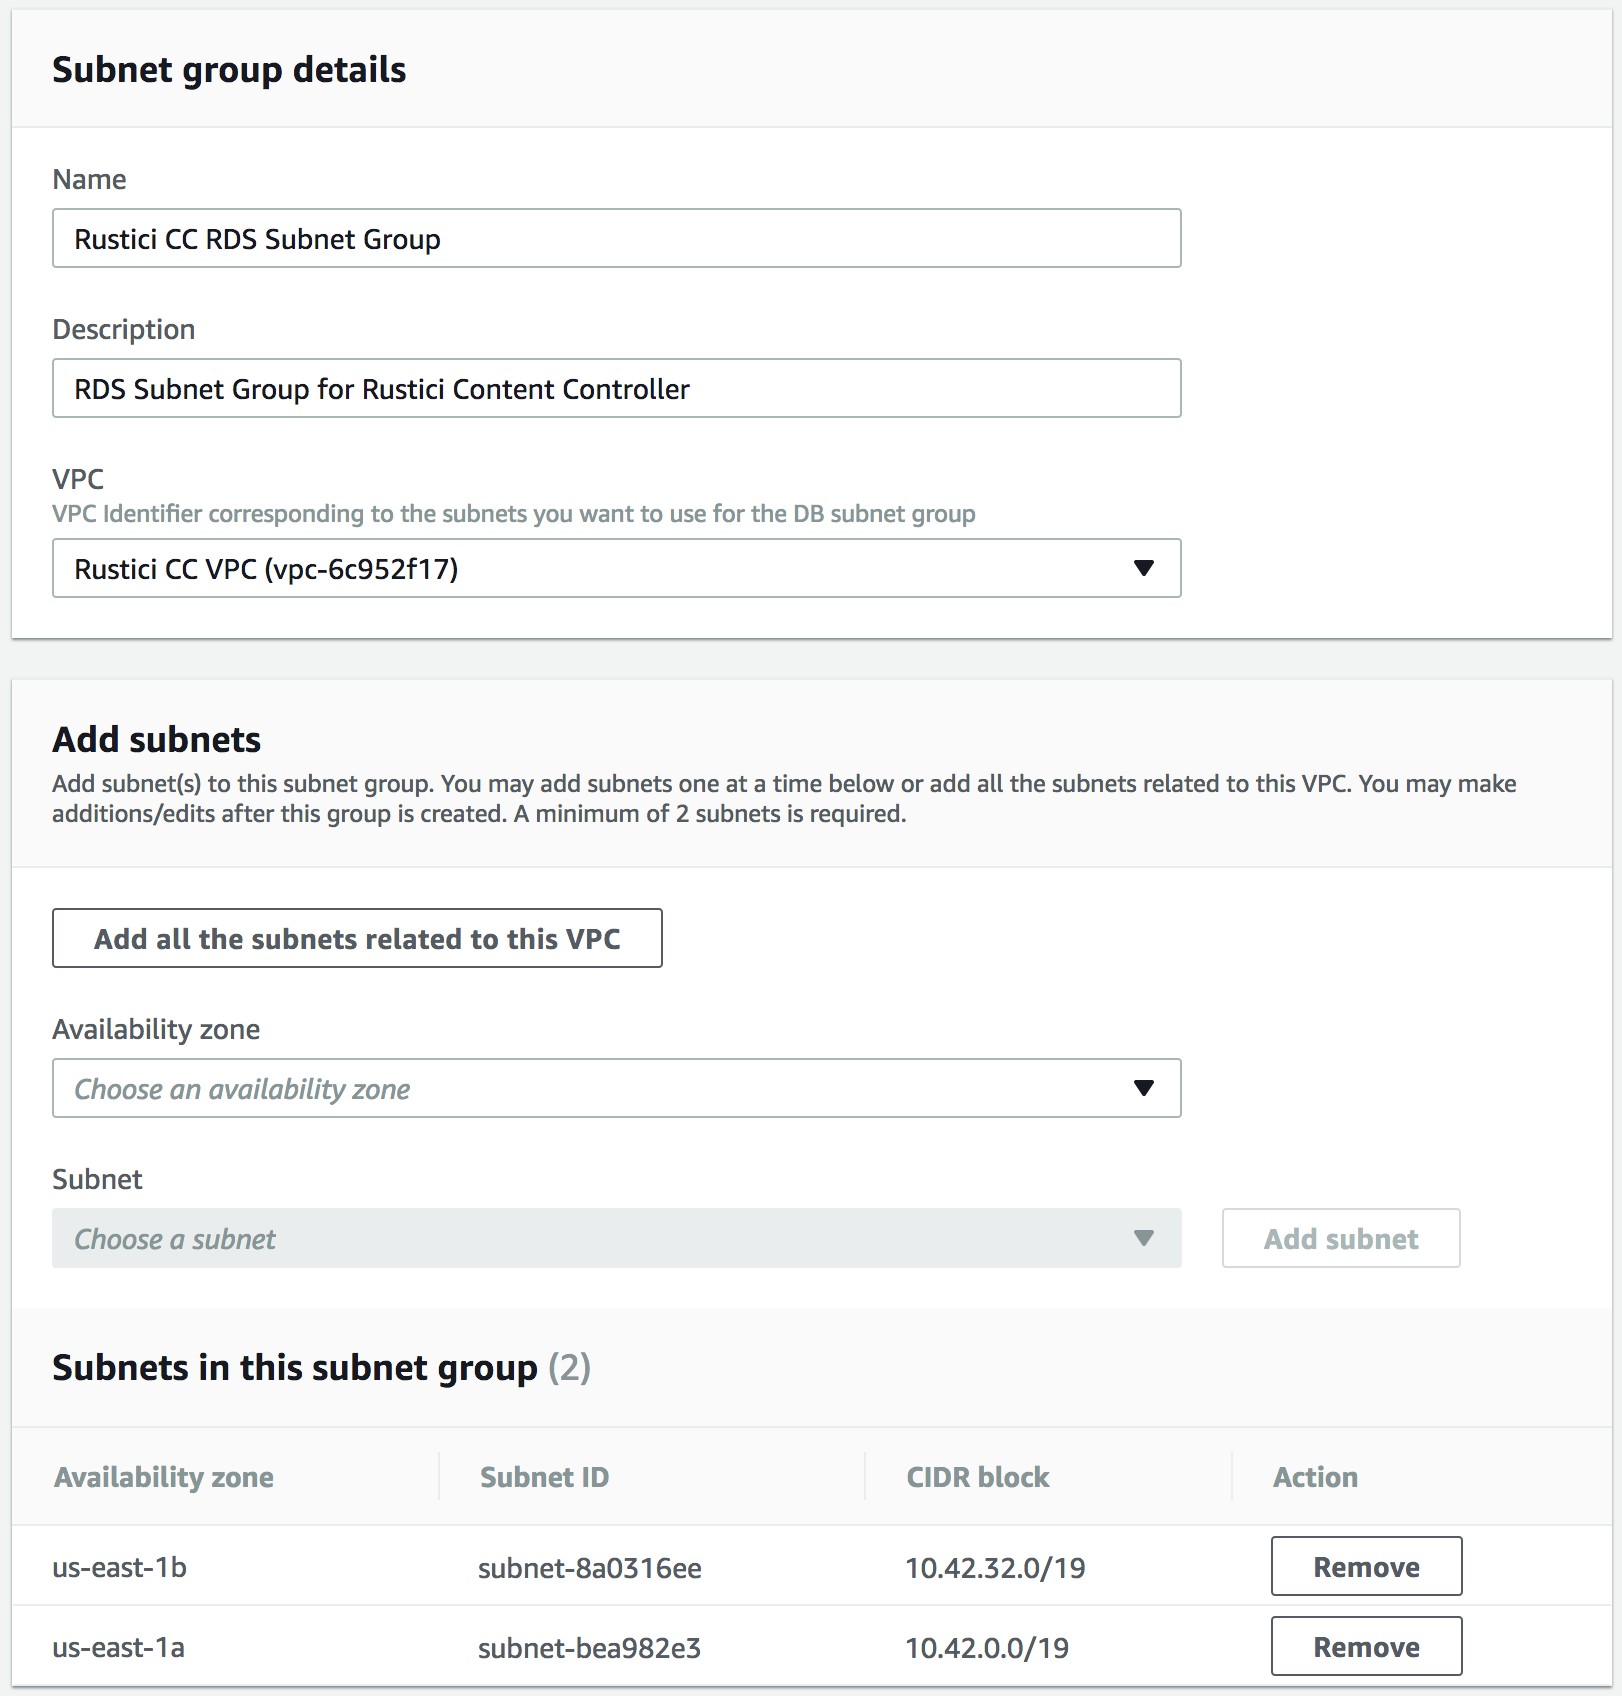 Subnet group details
Name
Rustici CC RDS Subnet Group
Description
RDS Subnet Group for Rustici Content Controller
VPC
VPC Identifier corresponding to the subnets you want to use for the DB subnet group
Rustici CC VPC (vpc-6c952f17)
Add subnets
Add subnet(s) to this subnet group. You may add subnets one at a time below or add all the subnets related to this VPC. You may make
additions/edits after this group is created. A minimum of 2 subnets is required.
Add all the subnets related to this VPC
Availability zone
Choose an availability zone
Subnet
Choose a subnet Add subnet
Subnets in this subnet group (2)
Availability zone Subnet ID CIDR block Action
us-east-1b subnet-8a0316ee 10.42.32.0/19 Remove
us-east-1a subnet-bea982e3 10.42.0.0/19 Remove